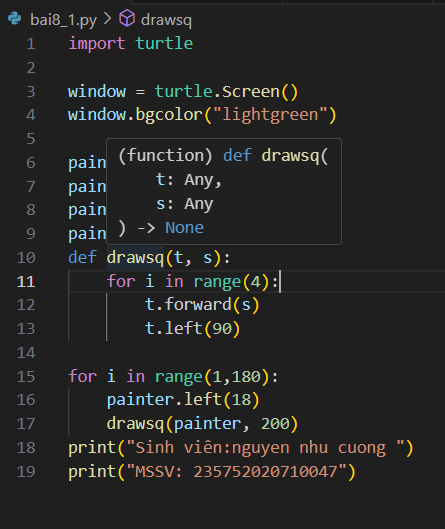 bai8_1.py > drawsq
1 import turtle
2
3 window = turtle.Screen()
4 window.bgcolor("lightgreen")
5
6 pain
7 pain
8 pain
9 pain
(function) def drawsq(
t: Any,
s: Any
) -> None
10 def drawsq(t, s):
11 for i in range(4):
12 t.forward(s)
13 t.left(90)
14
15 for i in range(1,180):
16 painter.left(18)
17 drawsq(painter, 200)
18 print("Sinh viên:nguyen nhu cuong ")
19 print("MSSV: 235752020710047")